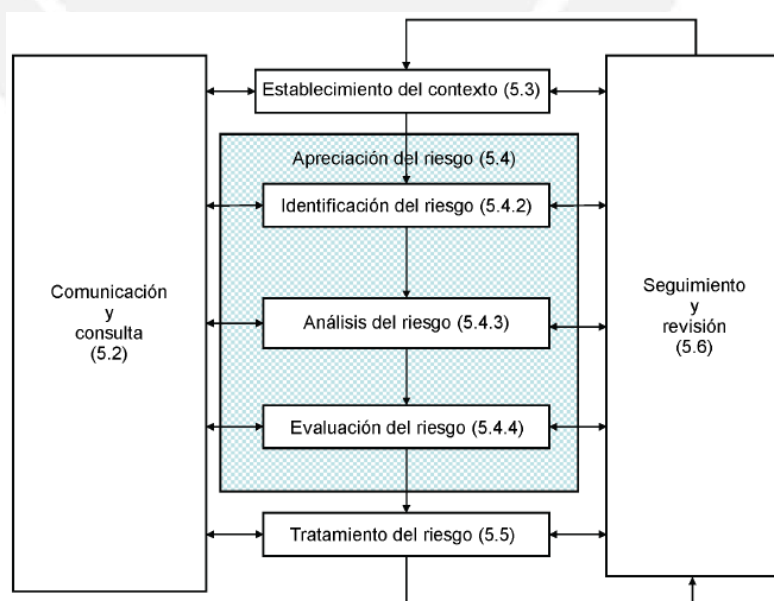 Establecimiento del contexto (5.3)
Apreciación del riesgo (5.4)
Identificación del riesgo (5.4.2)
Comunicación
y
consulta
(5.2)
Análisis del riesgo (5.4.3)
Seguimiento
y
revisión
(5.6)
Evaluación del riesgo (5.4.4)
Tratamiento del riesgo (5.5)